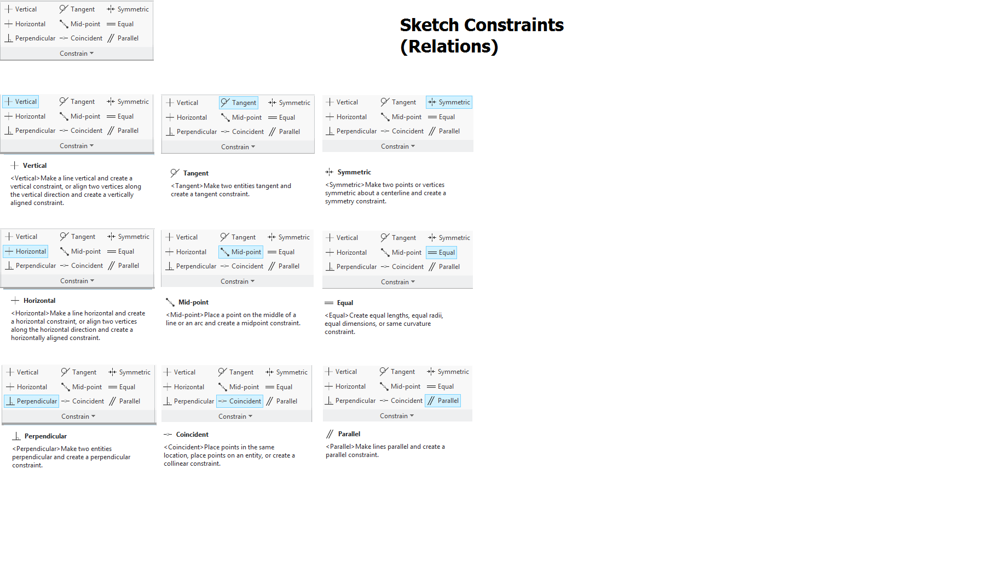 Vertical Tangent Symmetric
Horizontal Mid-point Equal
Perpendicular Coincident Parallel
Constrain
Sketch Constraints
(Relations)
Vertical Tangent Symmetric
Horizontal Mid-point Equal
Perpendicular Coincident Parallel
Constrain
Vertical
<Vertical>Make a line vertical and create a
vertical constraint, or align two vertices along
the vertical direction and create a vertically
aligned constraint.
Vertical Tangent Symmetric
Horizontal Mid-point Equal
Perpendicular Coincident Parallel
Constrain
Tangent
<Tangent>Make two entities tangent and
create a tangent constraint.
Vertical Tangent Symmetric
Horizontal Mid-point Equal
Perpendicular Coincident Parallel
Constrain
Symmetric
<Symmetric>Make two points or vertices
symmetric about a centerline and create a
symmetry constraint.
Vertical Tangent Symmetric
Horizontal Mid-point Equal
Perpendicular Coincident Parallel
Constrain
Horizontal
<Horizontal>Make a line horizontal and create
a horizontal constraint, or align two vertices
along the horizontal direction and create a
horizontally aligned constraint.
Vertical Tangent Symmetric
Horizontal Mid-point Equal
Perpendicular Coincident Parallel
Constrain
Mid-point
<Mid-point>Place a point on the middle of a
line or an arc and create a midpoint constraint.
Vertical Tangent Symmetric
Horizontal Mid-point Equal
Perpendicular Coincident Parallel
Constrain
Equal
<Equal>Create equal lengths, equal radii,
equal dimensions, or same curvature
constraint.
Vertical Tangent Symmetric
Horizontal Mid-point Equal
Perpendicular Coincident Parallel
Constrain
Perpendicular
<Perpendicular>Make two entities
perpendicular and create a perpendicular
constraint.
Vertical Tangent Symmetric
Horizontal Mid-point Equal
Perpendicular Coincident Parallel
Constrain
Coincident
<Coincident>Place points in the same
location, place points on an entity, or create a
collinear constraint.
Vertical Tangent Symmetric
Horizontal Mid-point Equal
Perpendicular Coincident Parallel
Constrain
Parallel
<Parallel>Make lines parallel and create a
parallel constraint.